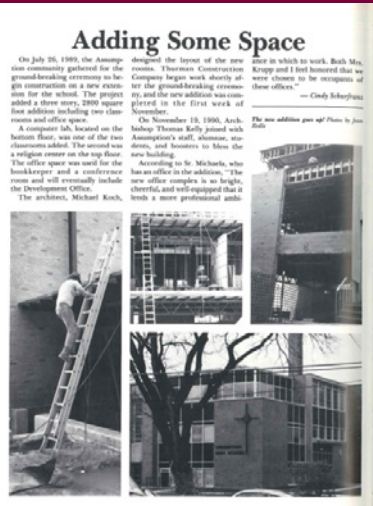 Adding Some Space
On July 26, 1989, the Assump-
tion community gathered for the
ground-breaking ceremony to be-
gin construction on a new exten-
sion for the school. The project
added a three story, 2800 square
foot addition including two class-
rooms and office space.
A computer lab, located on the
bottom floor, was one of the two
classrooms added. The second was
a religion center on the top floor.
The office space was used for the
bookkeeper and a conference
room and will eventually include
the Development Office.
The architect, Michael Koch,
designed the layout of the new
rooms. Thurman Construction
Company began work shortly af-
ter the ground-breaking ceremo-
ny, and the new addition was com-
pleted in the first week of
November.
On November 19, 1990, Arch-
bishop Thomas Kelly joined with
Assumption's staff, alumnae, stu-
dents, and boosters to bless the
new building.
According to Sr. Michaela, who
has an office in the addition, "The
new office complex is so bright,
cheerful, and well-equipped that it
lends a more professional ambi-
ance in which to work. Both Mrs.
Krupp and I feel honored that we
were chosen to be occupants of
these offices."
— Cindy
The new addition goes up! Photos by
ASSUMPTION
HIGH SCHOOL